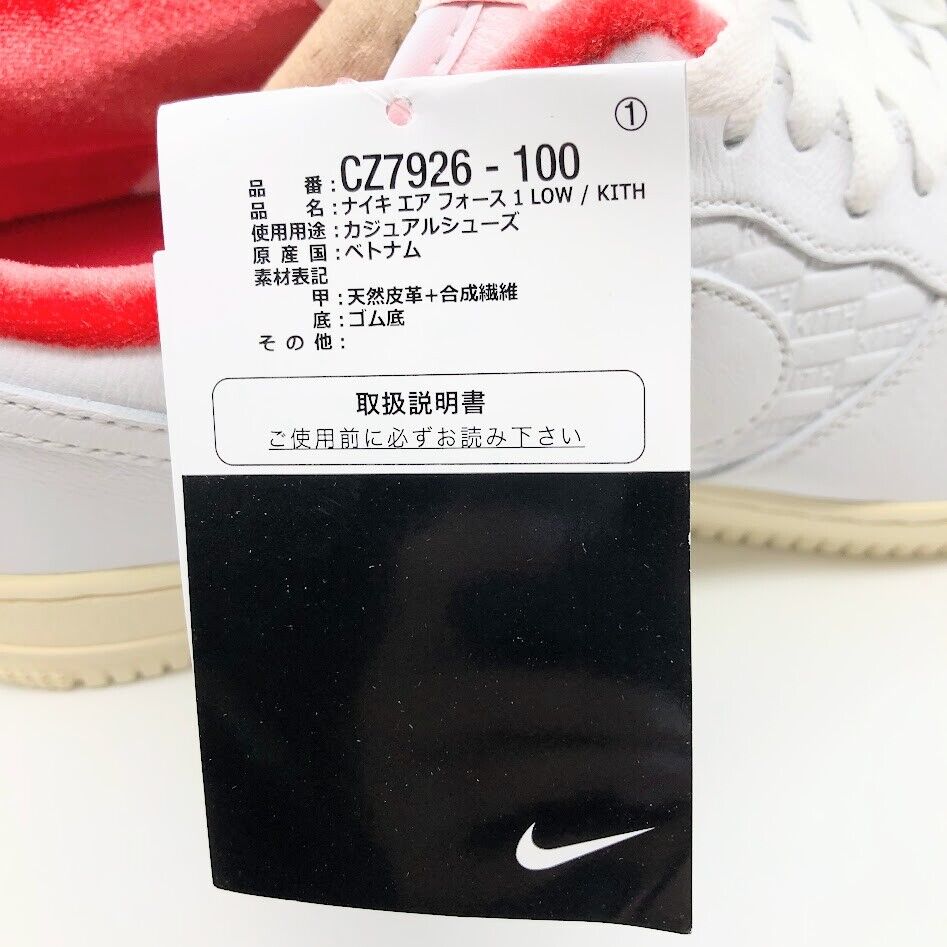 ①
品 番:CZ7926 - 100
品 名:ナイキ エア フォース 1 LOW / KITH
使用用途:カジュアルシューズ
原 産 国:ベトナム
素材表記
甲:天然皮革+合成繊維
底:ゴム底
そ の 他:
取扱説明書
ご使用前に必ずお読み下さい